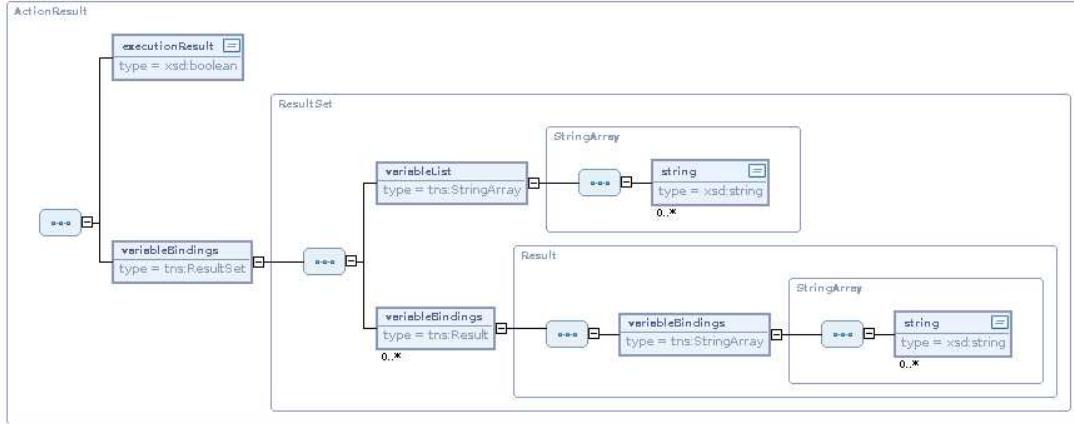 ActionResult
executionResult
type = xsd:boolean
ResultSet
StringArray
variableList
type = tns:StringArray
string
type = xsd:string
0..*
variableBindings
type = tns:ResultSet
Result
StringArray
variableBindings
type = tns:Result
0..*
variableBindings
type = tns:StringArray
string
type = xsd:string
0..*